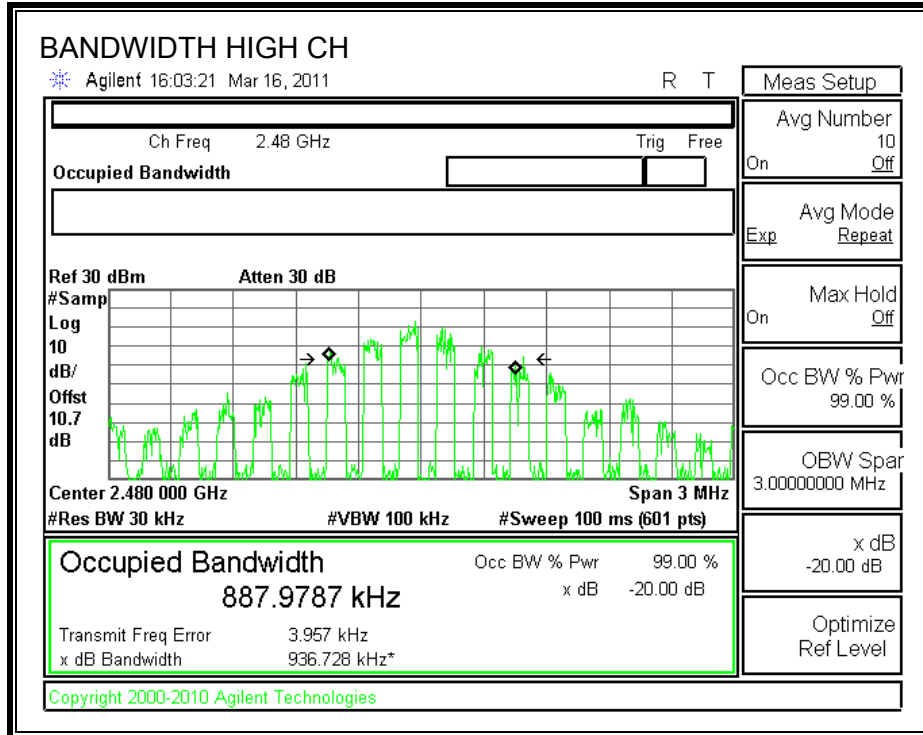 BANDWIDTH HIGH CH
Agilent 16:03:21 Mar 16, 2011 R T
Ch Freq 2.48 GHz Trig Free
Occupied Bandwidth
Ref 30 dBm Atten 30 dB
#Samp
Log
10
dB/
Offst
10.7
dB
Center 2.480 000 GHz Span 3 MHz
#Res BW 30 kHz #VBW 100 kHz #Sweep 100 ms (601 pts)
Occupied Bandwidth
887.9787 kHz
Occ BW % Pwr 99.00 %
x dB -20.00 dB
Transmit Freq Error 3.957 kHz
x dB Bandwidth 936.728 kHz*
Copyright 2000-2010 Agilent Technologies
Meas Setup
Avg Number
10
On Off
Avg Mode
Exp Repeat
Max Hold
On Off
Occ BW % Pwr
99.00 %
OBW Span
3.00000000 MHz
x dB
-20.00 dB
Optimize
Ref Level